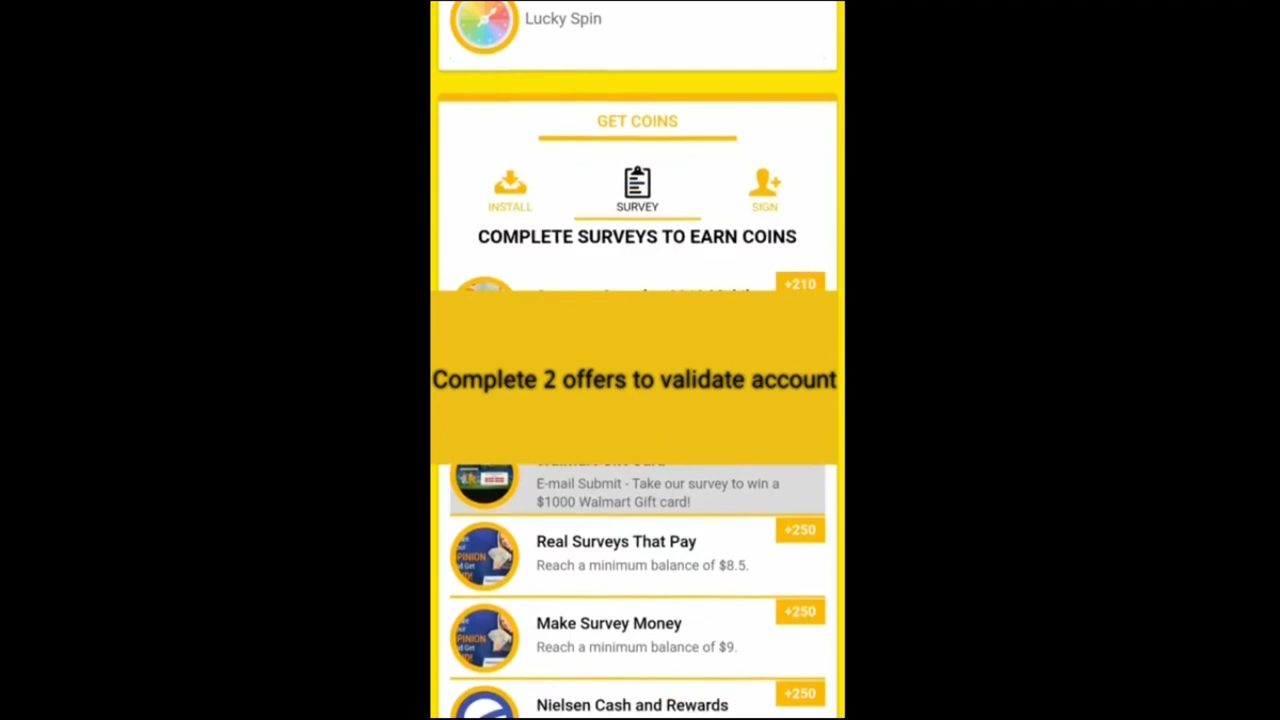 Lucky Spin
GET COINS
INSTALL
SURVEY
SIGN
COMPLETE SURVEYS TO EARN COINS
+210
Complete 2 offers to validate account
E-mail Submit - Take our survey to win a
$1000 Walmart Gift card!
+250
Real Surveys That Pay
Reach a minimum balance of $8.5.
PINION
+250
Make Survey Money
Reach a minimum balance of $9.
PINION
+250
Nielsen Cash and Rewards